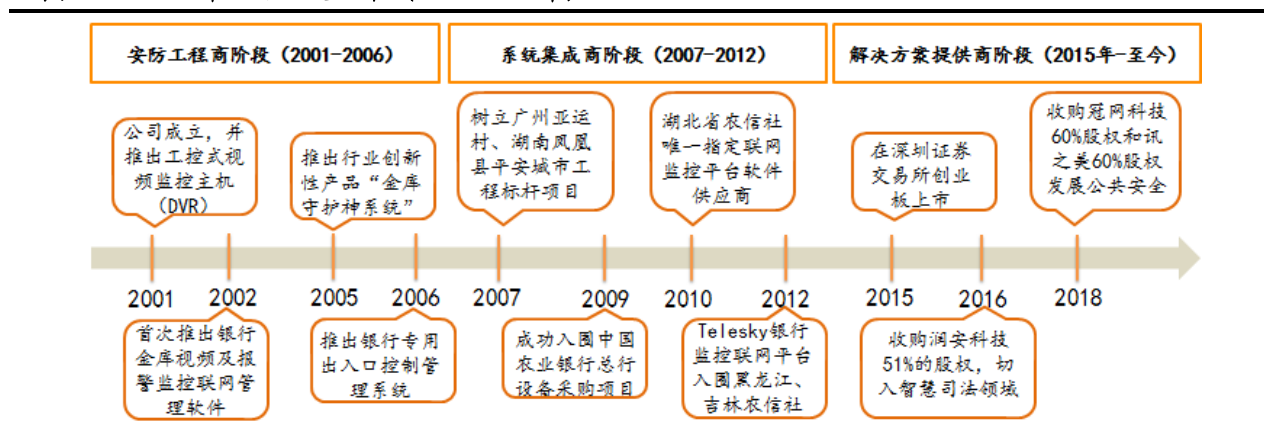 安防工程商阶段（2001-2006）
系统集成商阶段（2007-2012）
解决方案提供商阶段（2015年-至今）
公司成立，并
推出工控式视
频监控主机
（DVR）
推出行业创新
性产品“金库
守护神系统”
树立广州亚运
村、湖南凤凰
县平安城市工
程标杆项目
湖北省农信社
唯一指定联网
监控平台软件
供应商
在深圳证券
交易所创业
板上市
收购冠网科技
60%股权和讯
之美60%股权
发展公共安全
2001
2002
2005
2006
2007
2009
2010
2012
2015
2016
2018
首次推出银行
金库视频及报
警监控联网管
理软件
推出银行专用
出入口控制管
理系统
成功入围中国
农业银行总行
设备采购项目
Telesky银行
监控联网平台
入围黑龙江、
吉林农信社
收购润安科技
51%的股权，切
入智慧司法领域